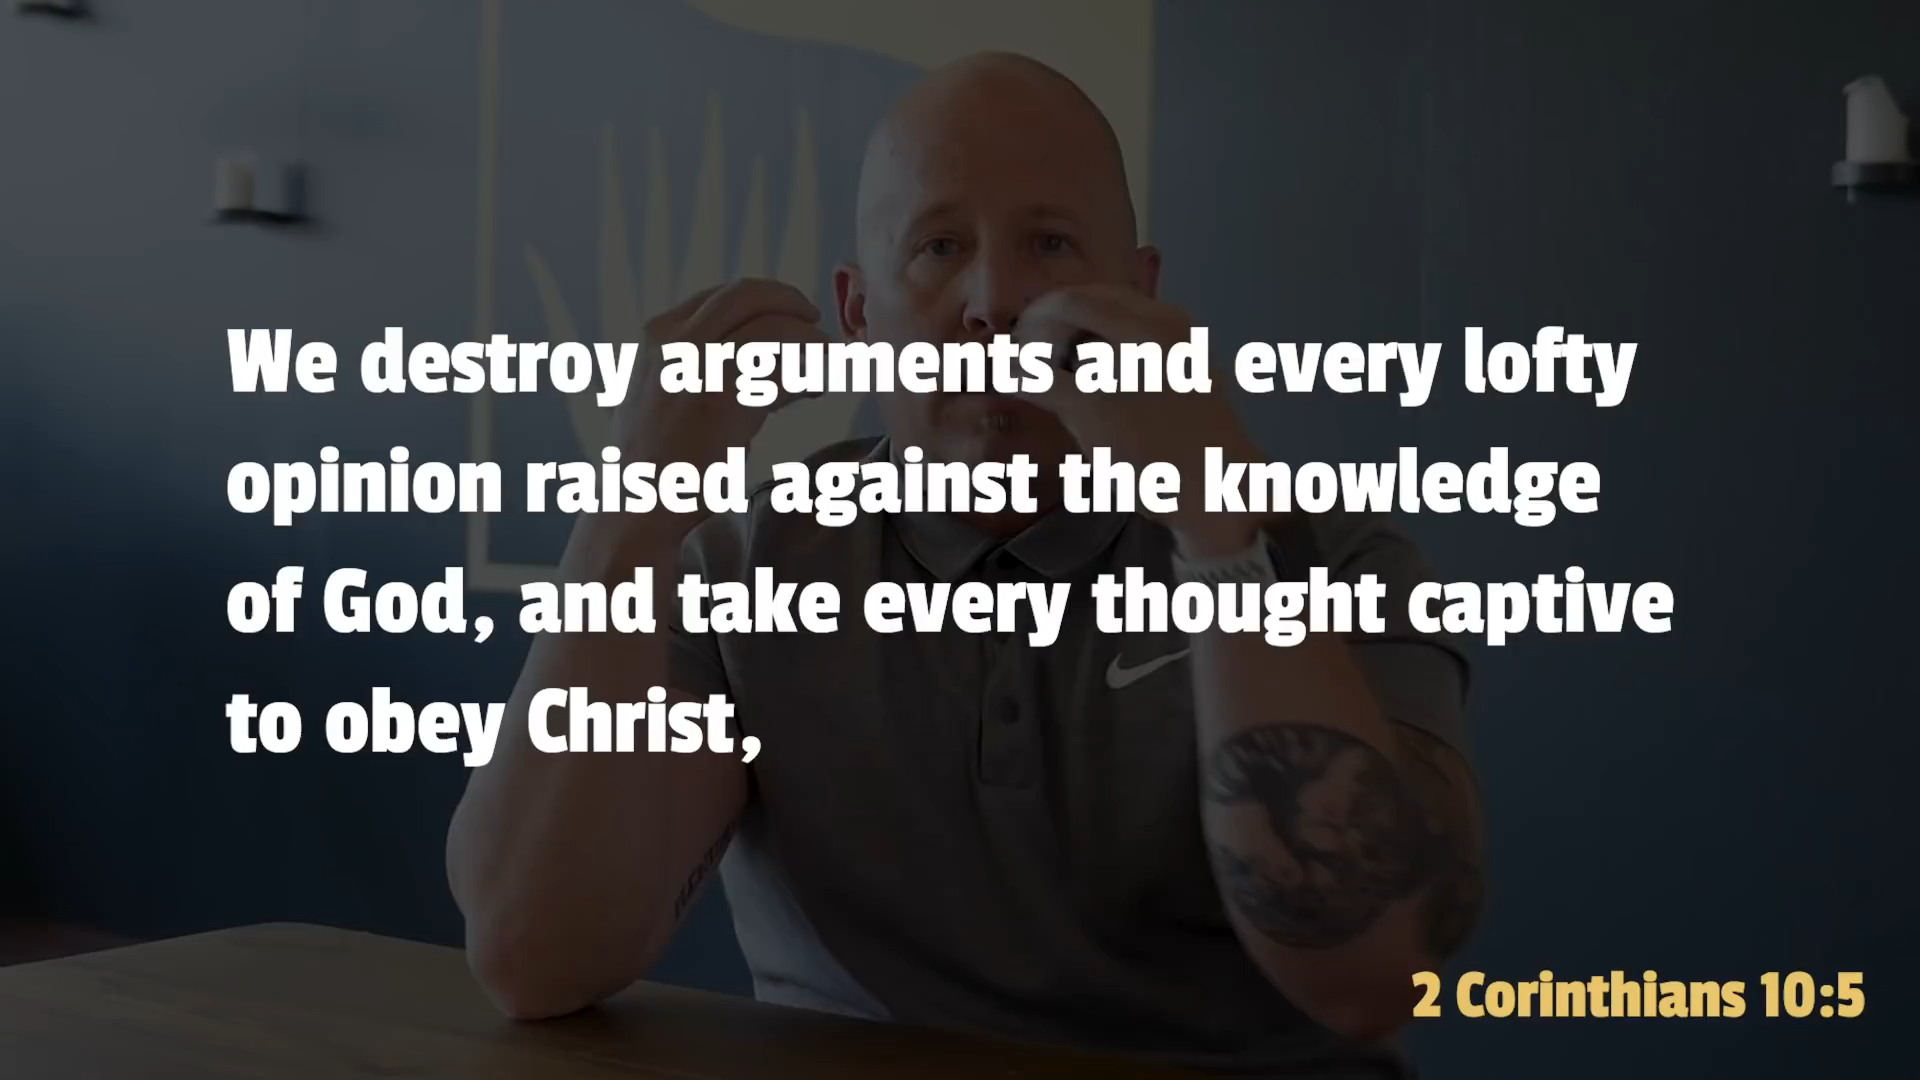 We destroy arguments and every lofty
opinion raised against the knowledge
of God, and take every thought captive
to obey Christ,
2 Corinthians 10:5